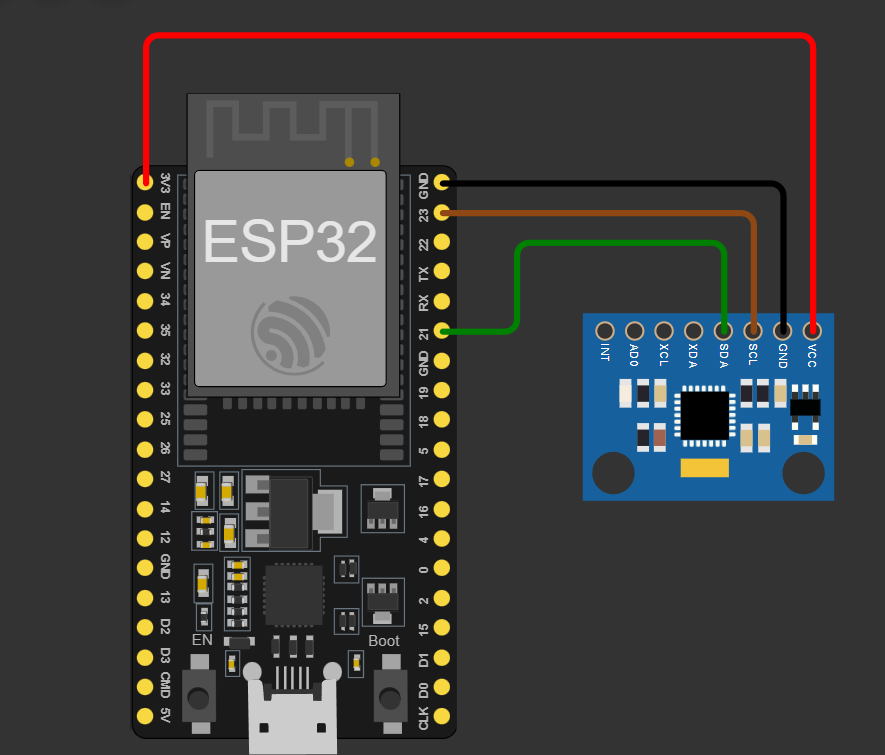 ESP32
3V3
EN
VP
VN
34
35
32
33
25
26
27
14
12
GND
13
D2
D3
CMD
5V
GND
23
22
TX
RX
21
GND
19
18
5
17
16
4
0
2
15
D1
D0
CLK
EN
Boot
INT
AD0
XCL
XDA
SDA
SCL
GND
VCC